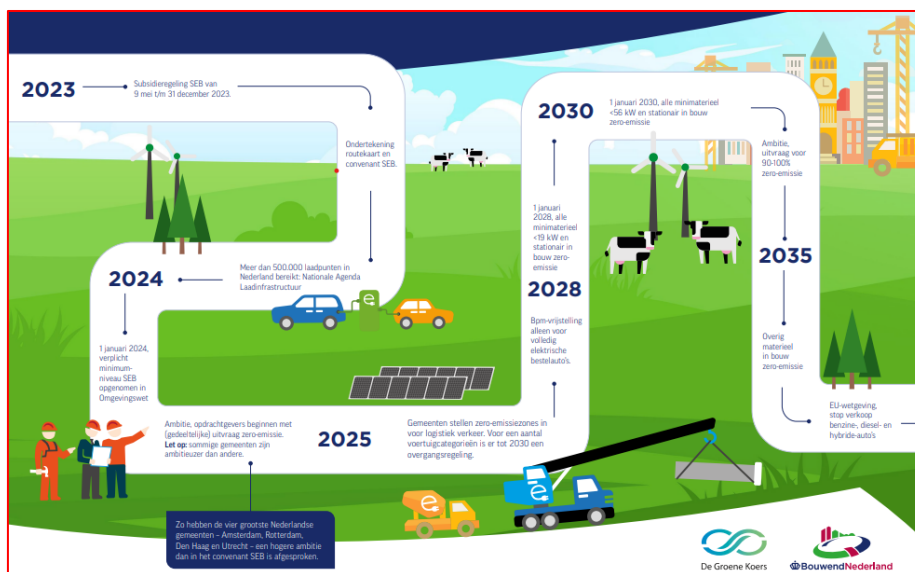 2023
Subsidieregeling SEB van
9 mei t/m 31 december 2023.
Ondertekening
routekaart en
convenant SEB.
Meer dan 500.000 laadpunten in
Nederland bereikt: Nationale Agenda
Laadinfrastructuur
2024
1 januari 2024,
verplicht
minimum-
niveau SEB
opgenomen in
Omgevingswet
Ambitie, opdrachtgevers beginnen met
(gedeeltelijke) uitvraag zero-emissie.
Let op: sommige gemeenten zijn
ambitieuzer dan andere.
Zo hebben de vier grootste Nederlandse
gemeenten - Amsterdam, Rotterdam,
Den Haag en Utrecht - een hogere ambitie
dan in het convenant SEB is afgesproken.
2025
Gemeenten stellen zero-emissiezones in
voor logistiek verkeer. Voor een aantal
voertuigcategorieën is er tot 2030 een
overgangsregeling.
Bpm-vrijstelling
alleen voor
volledig
elektrische
bestelauto's.
2028
1 januari
2028, alle
minimaterieel
<19 kW en
stationair in
bouw zero-
emissie
2030
1 januari 2030, alle minimaterieel
<56 kW en stationair in bouw
zero-emissie
Ambitie,
uitvraag voor
90-100%
zero-emissie
2035
Overig
materieel
in bouw
zero-emissie
EU-wetgeving,
stop verkoop
benzine-, diesel- en
hybride-auto's
e
e
e
De Groene Koers
BouwendNederland